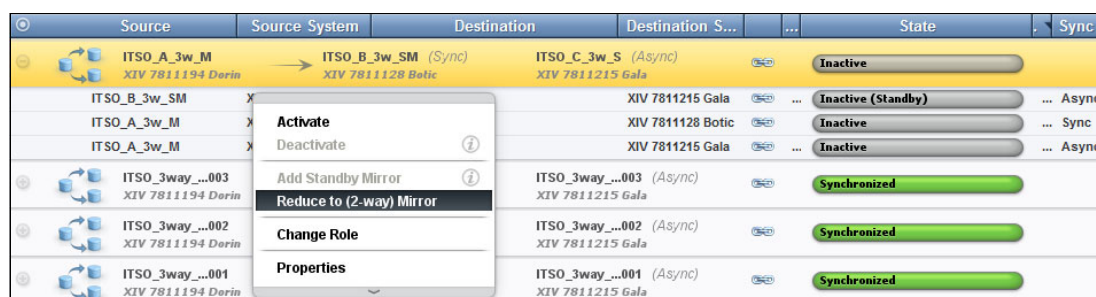 Source Source System Destination Destination S... ... State . Sync
ITSO_A_3w_M ITSO_B_3w_SM (Sync) ITSO_C_3w_S (Async) Inactive
XIV 7811194 Dorin XIV 7811128 Botic XIV 7811215 Gala
ITSO_B_3w_SM X XIV 7811215 Gala ... Inactive (Standby) ... Async
ITSO_A_3w_M X XIV 7811128 Botic Inactive ... Sync
ITSO_A_3w_M X XIV 7811215 Gala ... Inactive ... Async
Activate
Deactivate
Add Standby Mirror
Reduce to (2-way) Mirror
Change Role
Properties
ITSO_3way_...003 ITSO_3way_...003 (Async) Synchronized
XIV 7811194 Dorin XIV 7811215 Gala
ITSO_3way_...002 ITSO_3way_...002 (Async) Synchronized
XIV 7811194 Dorin XIV 7811215 Gala
ITSO_3way_...001 ITSO_3way_...001 (Async) Synchronized
XIV 7811194 Dorin XIV 7811215 Gala